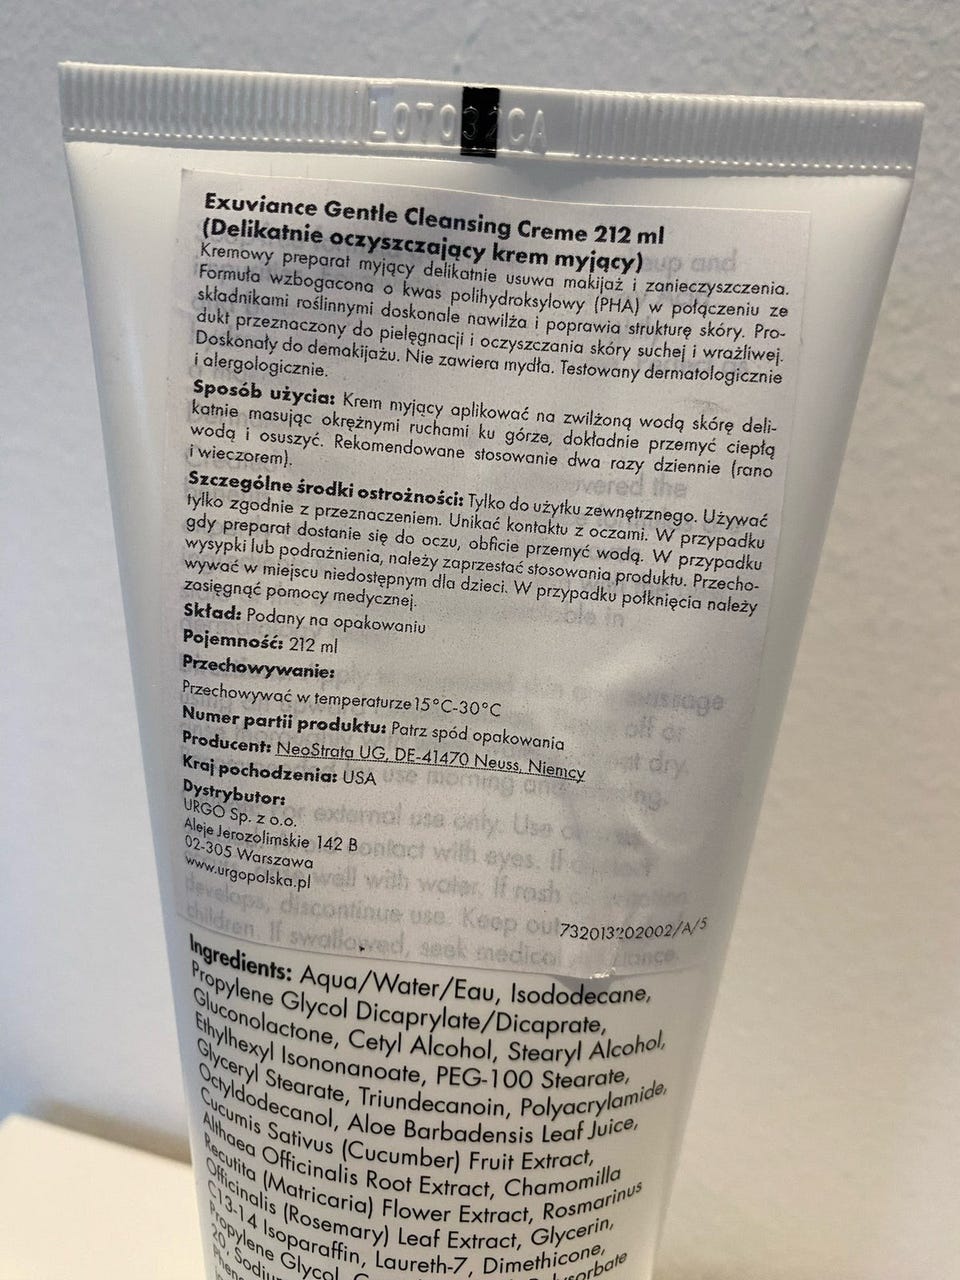 LOT0
CA
Exuviance Gentle Cleansing Creme 212 ml
(Delikatnie oczyszczający krem myjący)
Kremowy preparat myjący delikatnie usuwa makijaż i zanieczyszczenia.
Formuła wzbogacona o kwas polihydroksylowy (PHA) w połączeniu ze
składnikami roślinnymi doskonale nawilża i poprawia strukturę skóry. Pro-
dukt przeznaczony do pielęgnacji i oczyszczania skóry suchej i wrażliwej.
Doskonały do demakijażu. Nie zawiera mydła. Testowany dermatologicznie
i alergologicznie.
Sposób użycia: Krem myjący aplikować na zwilżoną wodą skórę deli-
katnie masując okrężnymi ruchami ku górze, dokładnie przemyć ciepłą
wodą i osuszyć. Rekomendowane stosowanie dwa razy dziennie (rano
i wieczorem).
Szczególne środki ostrożności: Tylko do użytku zewnętrznego. Używać
tylko zgodnie z przeznaczeniem. Unikać kontaktu z oczami. W przypadku
gdy preparat dostanie się do oczu, obficie przemyć wodą. W przypadku
wysypki lub podrażnienia, należy zaprzestać stosowania produktu. Przecho-
wywać w miejscu niedostępnym dla dzieci. W przypadku połknięcia należy
zasięgnąć pomocy medycznej.
Skład: Podany na opakowaniu
Pojemność: 212 ml
Przechowywanie:
Przechowywać w temperaturze 15°C-30°C
Numer partii produktu: Patrz spód opakowania
Producent: NeoStrata UG, DE-41470 Neuss, Niemcy
Kraj pochodzenia: USA
Dystrybutor:
URGO Sp. z o.o.
Aleje Jerozolimskie 142 B
02-305 Warszawa
www.urgopolska.pl
732013202002/A/5
Ingredients: Aqua/Water/Eau, Isododecane,
Propylene Glycol Dicaprylate/Dicaprate,
Gluconolactone, Cetyl Alcohol, Stearyl Alcohol,
Ethylhexyl Isononanoate, PEG-100 Stearate,
Glyceryl Stearate, Triundecanoin, Polyacrylamide,
Octyldodecanol, Aloe Barbadensis Leaf Juice,
Cucumis Sativus (Cucumber) Fruit Extract,
Althaea Officinalis Root Extract, Chamomilla
Recutita (Matricaria) Flower Extract, Rosmarinus
Officinalis (Rosemary) Leaf Extract, Glycerin,
C13-14 Isoparaffin, Laureth-7, Dimethicone,
Propylene Glycol,
20,